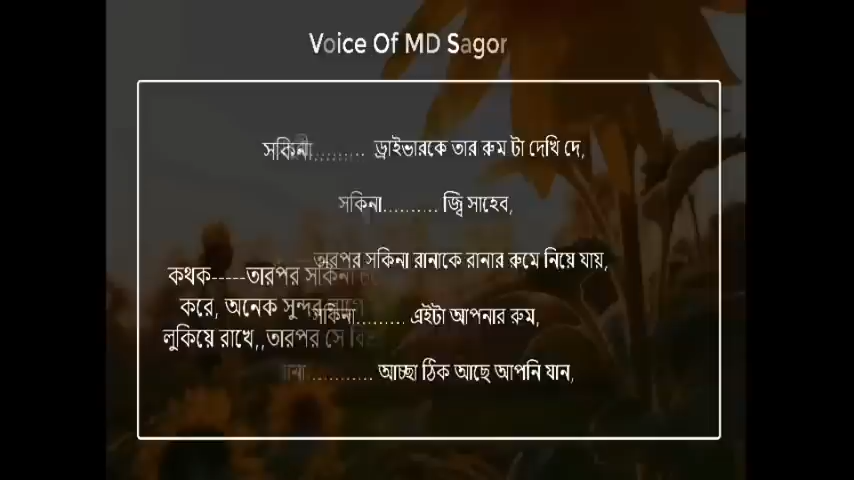 Voice Of MD Sagor
সকিনা......... ড্রাইভারকে তার রুম টা দেখি দে,
সকিনা.......... জ্বি সাহেব,
তারপর সকিনা রানাকে রানার রুমে নিয়ে যায়,
কথক-----তারপর সকিনা
করে, অনেক সুন্দর
সকিনা......... এইটা আপনার রুম,
লুকিয়ে রাখে,,তারপর সে
........... আচ্ছা ঠিক আছে আপনি যান,